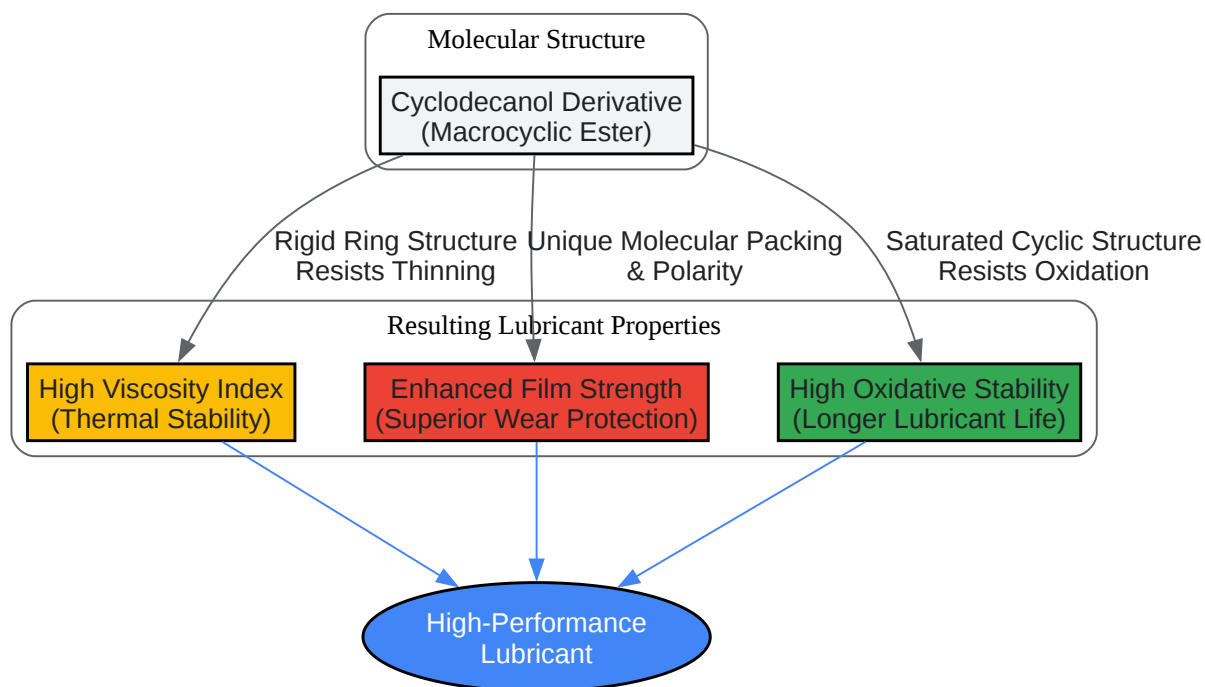 Molecular Structure
Cyclodecanol Derivative
(Macrocyclic Ester)
Rigid Ring Structure
Resists Thinning
Unique Molecular Packing
& Polarity
Saturated Cyclic Structure
Resists Oxidation
Resulting Lubricant Properties
High Viscosity Index
(Thermal Stability)
Enhanced Film Strength
(Superior Wear Protection)
High Oxidative Stability
(Longer Lubricant Life)
High-Performance
Lubricant